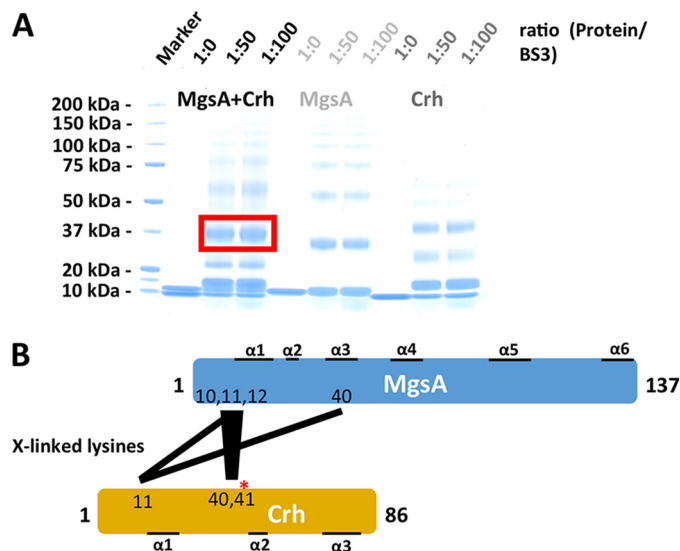 A
Marker 1:0 1:50 1:100 1:0 1:50 1:100 1:0 1:50 1:100 ratio (Protein/
BS3)
MgsA+Crh MgsA Crh
200 kDa -
150 kDa -
100 kDa -
75 kDa -
50 kDa -
37 kDa -
20 kDa -
10 kDa -
B
α1 α2 α3 α4 α5 α6
1 MgsA 137
10,11,12 40
X-linked lysines
*
11 40,41
1 Crh 86
α1 α2 α3